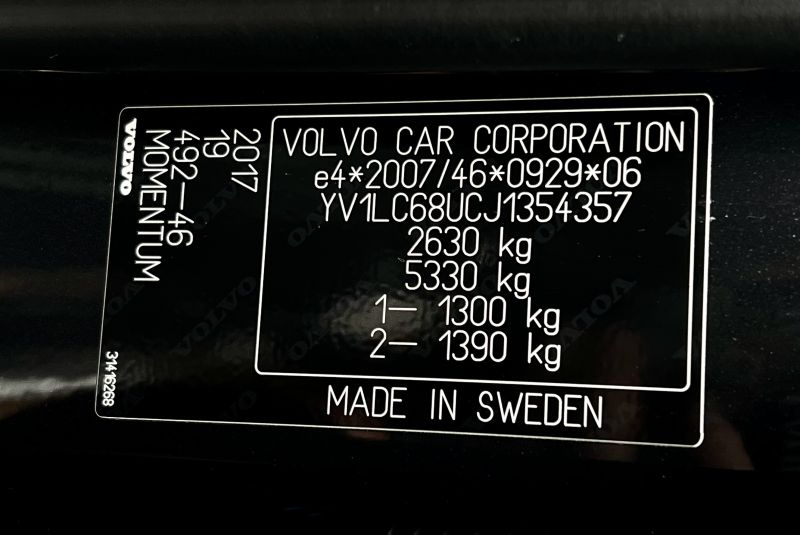 VOLVO
2017
19
492-46
MOMENTUM
31416268
VOLVO CAR CORPORATION
e4*2007/46*0929*06
YV1LC68UCJ1354357
2630 kg
5330 kg
1- 1300 kg
2- 1390 kg
MADE IN SWEDEN